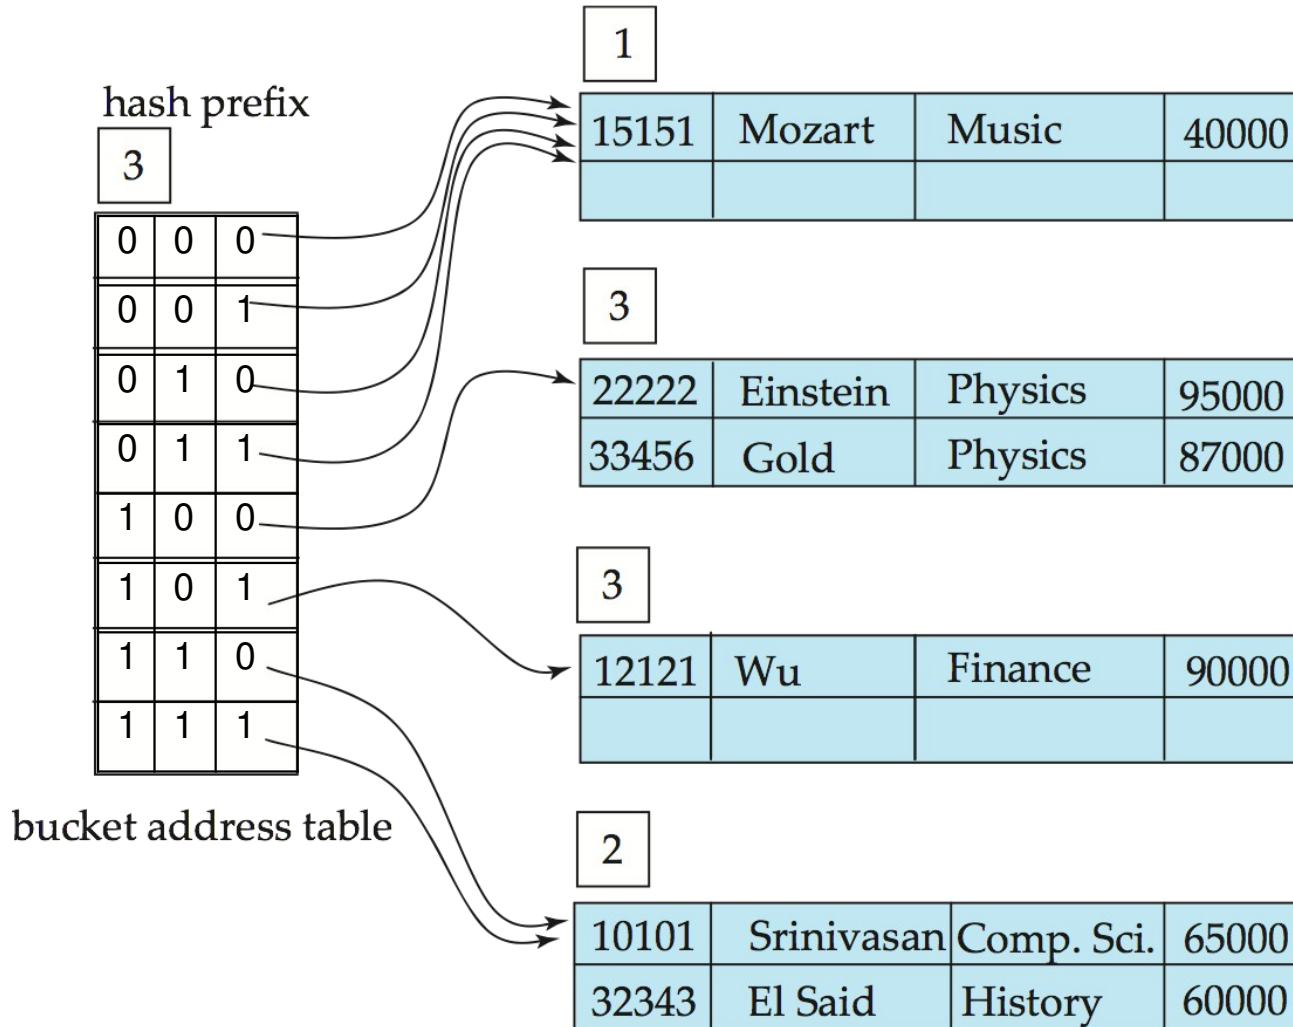 hash prefix
3
0 0 0
0 0 1
0 1 0
0 1 1
1 0 0
1 0 1
1 1 0
1 1 1
bucket address table
1
15151 Mozart Music 40000
3
22222 Einstein Physics 95000
33456 Gold Physics 87000
3
12121 Wu Finance 90000
2
10101 Srinivasan Comp. Sci. 65000
32343 El Said History 60000